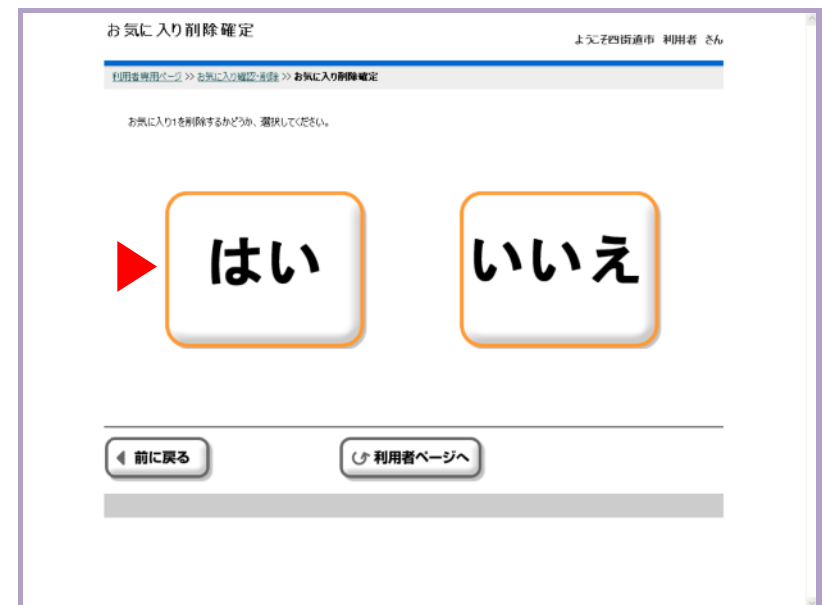 お気に入り削除確定
ようこそ四街道市 利用者 さん
利用者専用ページ >> お気に入り確認・削除 >> お気に入り削除確定
お気に入り1を削除するかどうか、選択してください。
はい
いいえ
前に戻る
利用者ページへ